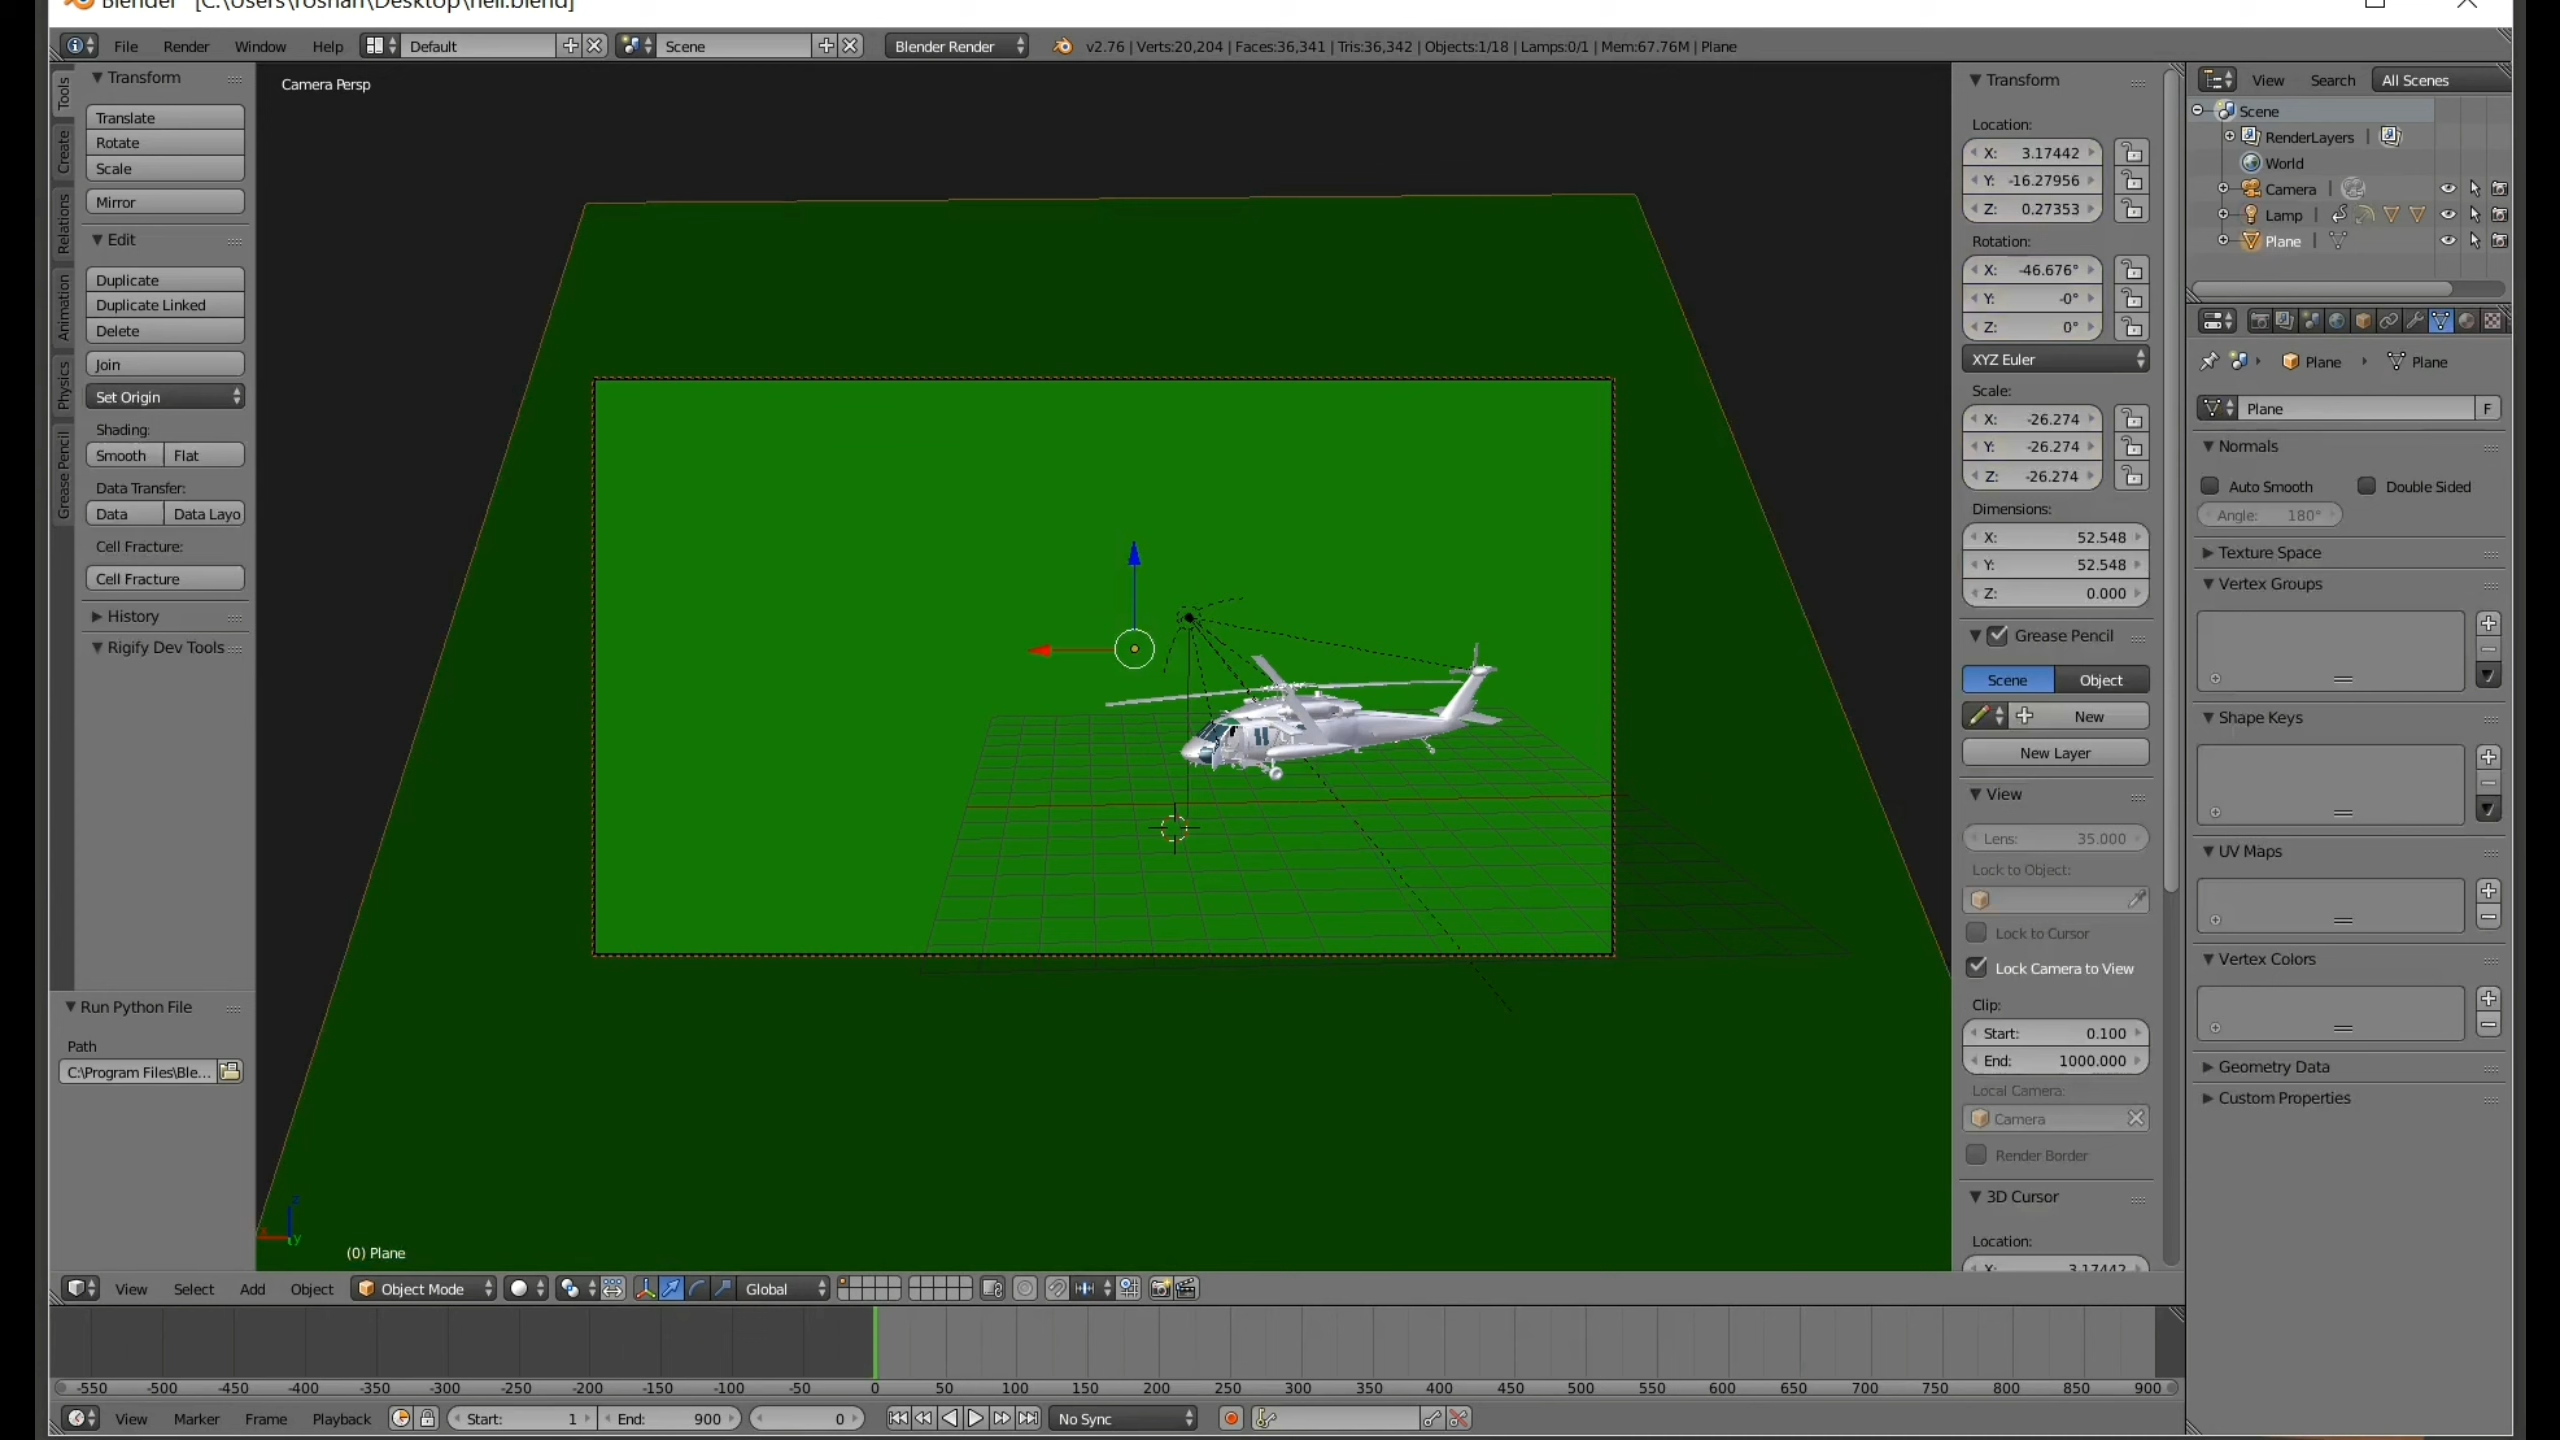 Blender [C:\Users\roshan\Desktop\heli.blend]
File Render Window Help Default Scene Blender Render v2.76 | Verts:20,204 | Faces:36,341 | Tris:36,342 | Objects:1/18 | Lamps:0/1 | Mem:67.76M | Plane
Tools
Create
Relations
Animation
Physics
Grease Pencil
Transform
Translate
Rotate
Scale
Mirror
Edit
Duplicate
Duplicate Linked
Delete
Join
Set Origin
Shading:
Smooth Flat
Data Transfer:
Data Data Layo
Cell Fracture:
Cell Fracture
History
Rigify Dev Tools
Run Python File
Path
C:\Program Files\Ble...
Camera Persp
z
x
y
(0) Plane
Transform
Location:
X: 3.17442
Y: -16.27956
Z: 0.27353
Rotation:
X: -46.676°
Y: -0°
Z: 0°
XYZ Euler
Scale:
X: -26.274
Y: -26.274
Z: -26.274
Dimensions:
X: 52.548
Y: 52.548
Z: 0.000
Grease Pencil
Scene Object
New
New Layer
View
Lens: 35.000
Lock to Object:
Lock to Cursor
Lock Camera to View
Clip:
Start: 0.100
End: 1000.000
Local Camera:
Camera
Render Border
3D Cursor
Location:
X: 3.17442
View Search All Scenes
Scene
RenderLayers |
World
Camera |
Lamp |
Plane |
Plane Plane
Plane F
Normals
Auto Smooth Double Sided
Angle: 180°
Texture Space
Vertex Groups
Shape Keys
UV Maps
Vertex Colors
Geometry Data
Custom Properties
View Select Add Object Object Mode Global
-550 -500 -450 -400 -350 -300 -250 -200 -150 -100 -50 0 50 100 150 200 250 300 350 400 450 500 550 600 650 700 750 800 850 900
View Marker Frame Playback Start: 1 End: 900 0 No Sync